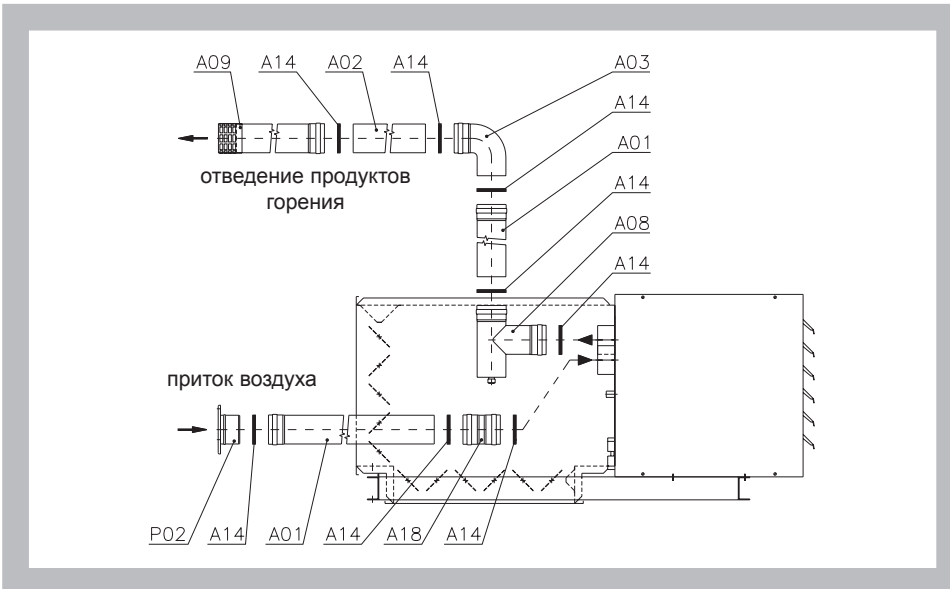 A09 A14 A02 A14 A03
A14
A01
A14
A08
A14
отведение продуктов
горения
приток воздуха
P02 A14 A01 A14 A18 A14